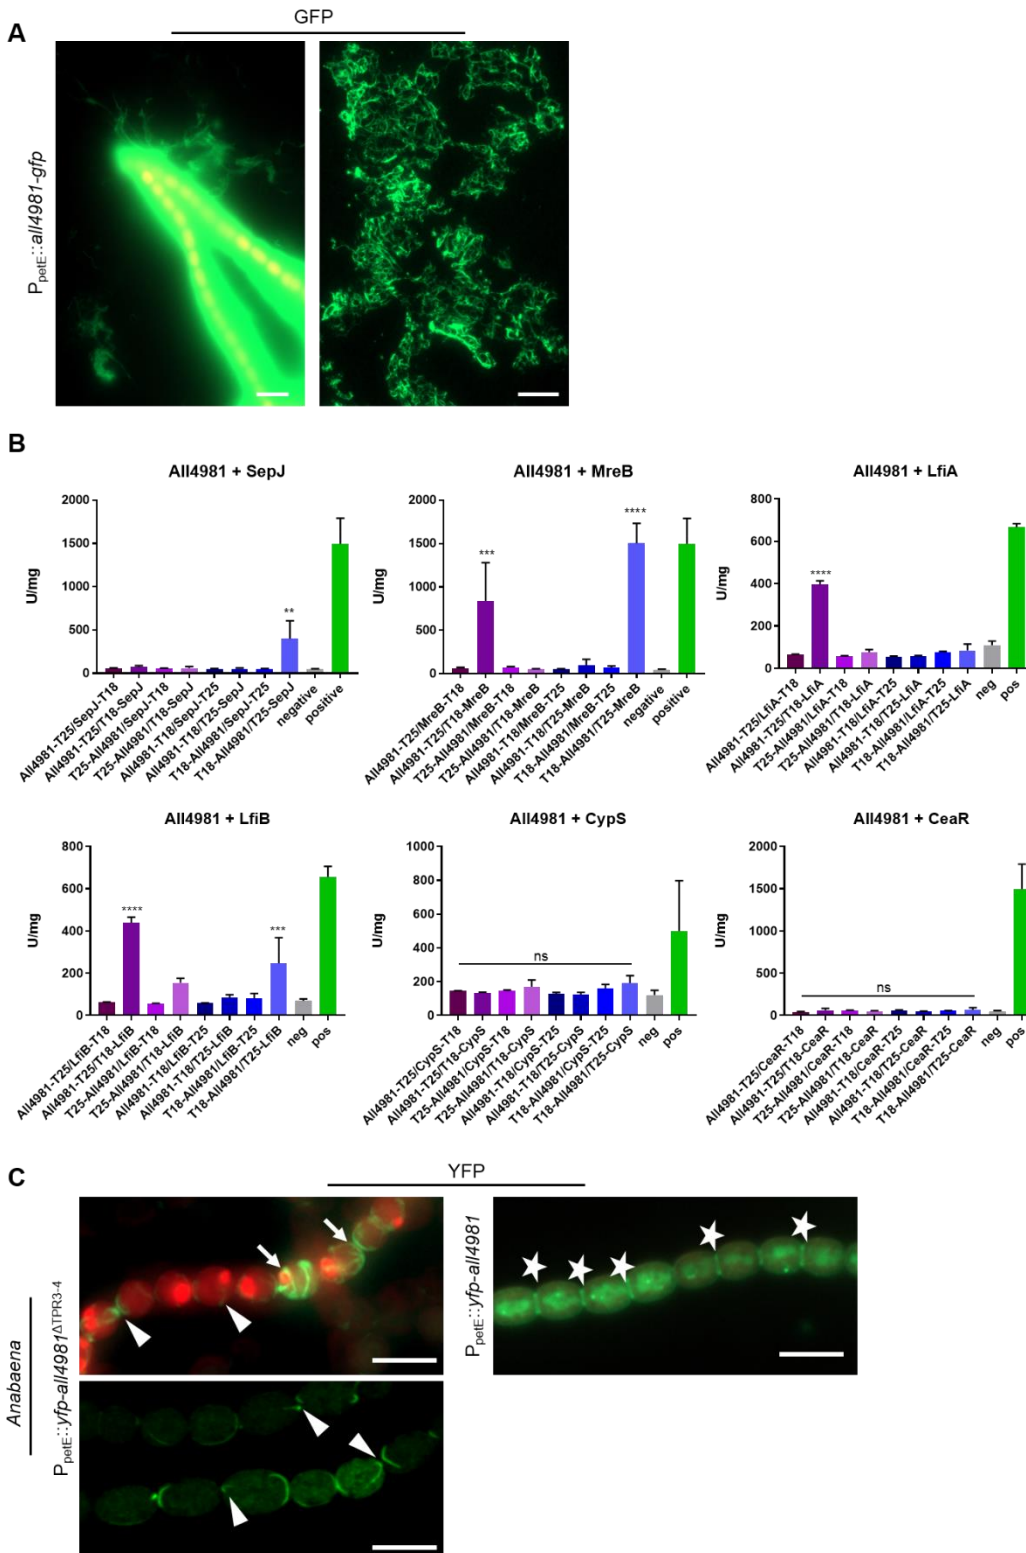 A
GFP
PpetE::all4981-gfp
B
All4981 + SepJ
U/mg
2000
1500
1000
500
0
**
All4981-T25/SepJ-T18
All4981-T25/T18-SepJ
T25-All4981/SepJ-T18
T25-All4981/T18-SepJ
All4981-T18/SepJ-T25
All4981-T18/T25-SepJ
T18-All4981/SepJ-T25
T18-All4981/T25-SepJ
negative
positive
All4981 + MreB
U/mg
2000
1500
1000
500
0
***
****
All4981-T25/MreB-T18
All4981-T25/T18-MreB
T25-All4981/MreB-T18
T25-All4981/T18-MreB
All4981-T18/MreB-T25
All4981-T18/T25-MreB
T18-All4981/MreB-T25
T18-All4981/T25-MreB
negative
positive
All4981 + LfiA
U/mg
800
600
400
200
0
****
All4981-T25/LfiA-T18
All4981-T25/T18-LfiA
T25-All4981/LfiA-T18
T25-All4981/T18-LfiA
All4981-T18/LfiA-T25
All4981-T18/T25-LfiA
T18-All4981/LfiA-T25
T18-All4981/T25-LfiA
neg
pos
All4981 + LfiB
U/mg
800
600
400
200
0
****
***
All4981-T25/LfiB-T18
All4981-T25/T18-LfiB
T25-All4981/LfiB-T18
T25-All4981/T18-LfiB
All4981-T18/LfiB-T25
All4981-T18/T25-LfiB
T18-All4981/LfiB-T25
T18-All4981/T25-LfiB
neg
pos
All4981 + CypS
U/mg
1000
800
600
400
200
0
ns
All4981-T25/CypS-T18
All4981-T25/T18-CypS
T25-All4981/CypS-T18
T25-All4981/T18-CypS
All4981-T18/CypS-T25
All4981-T18/T25-CypS
T18-All4981/CypS-T25
T18-All4981/T25-CypS
neg
pos
All4981 + CeaR
U/mg
2000
1500
1000
500
0
ns
All4981-T25/CeaR-T18
All4981-T25/T18-CeaR
T25-All4981/CeaR-T18
T25-All4981/T18-CeaR
All4981-T18/CeaR-T25
All4981-T18/T25-CeaR
T18-All4981/CeaR-T25
T18-All4981/T25-CeaR
neg
pos
C
YFP
Anabaena
PpetE::yfp-all4981ΔTPR3-4
PpetE::yfp-all4981